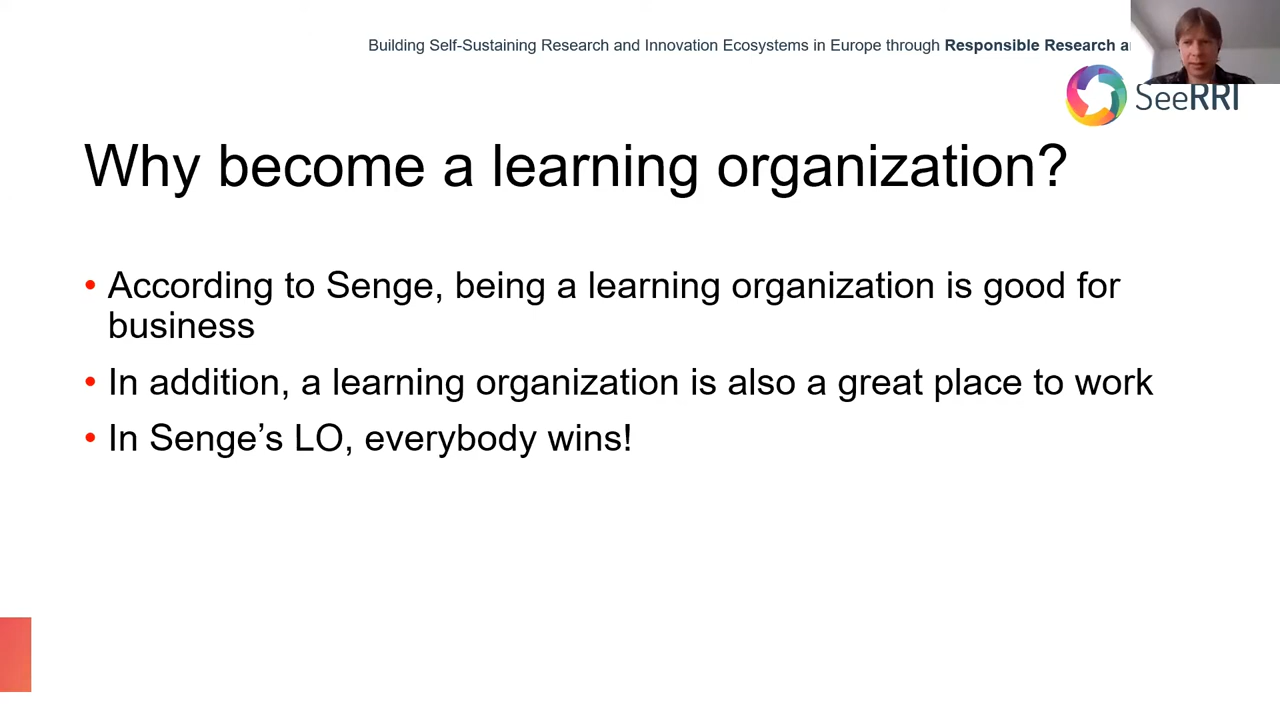 Building Self-Sustaining Research and Innovation Ecosystems in Europe through Responsible Research
SeeRRI
Why become a learning organization?
• According to Senge, being a learning organization is good for
business
• In addition, a learning organization is also a great place to work
• In Senge’s LO, everybody wins!